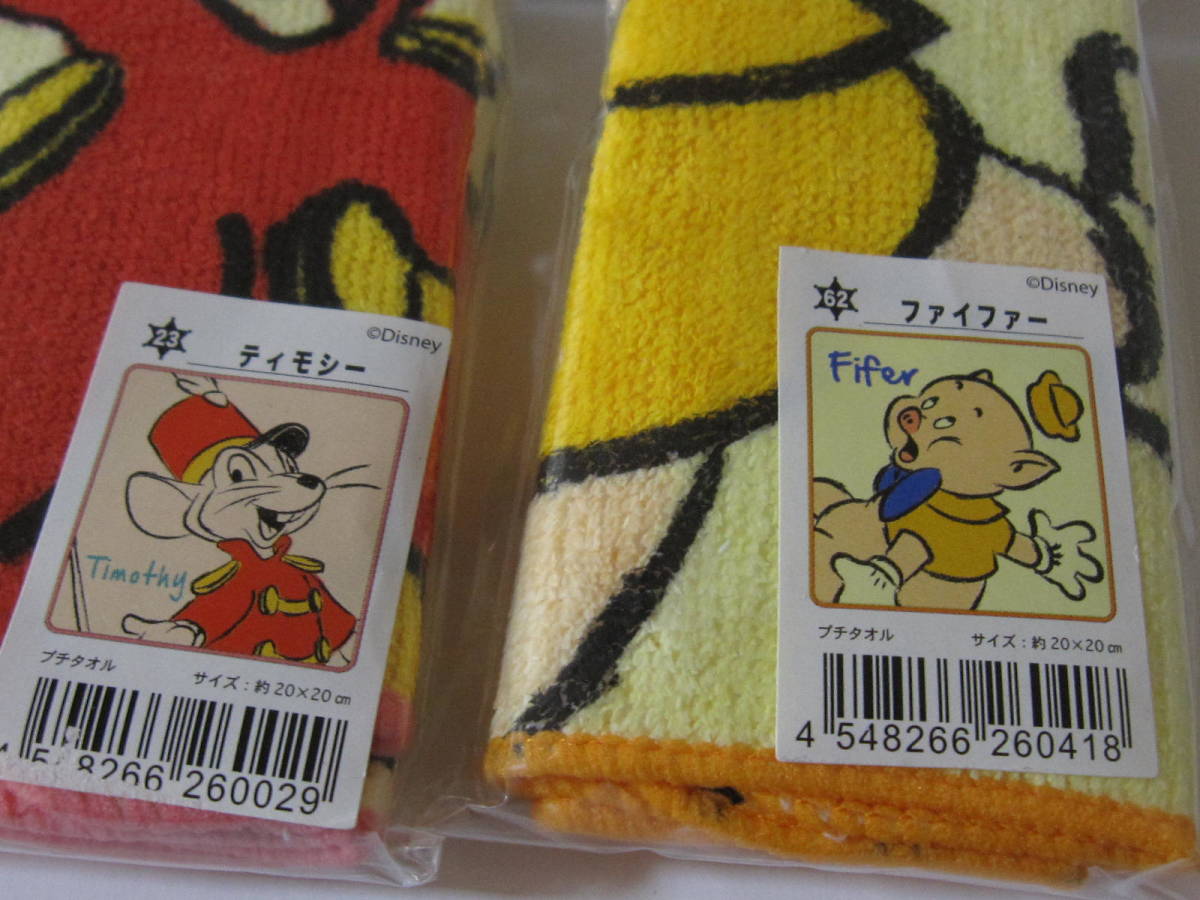 23
©Disney
ティモシー
Timothy
プチタオル
サイズ:約20×20㎝
8266 260029
62
©Disney
ファイファー
Fifer
プチタオル
サイズ:約20×20㎝
4 548266 260418